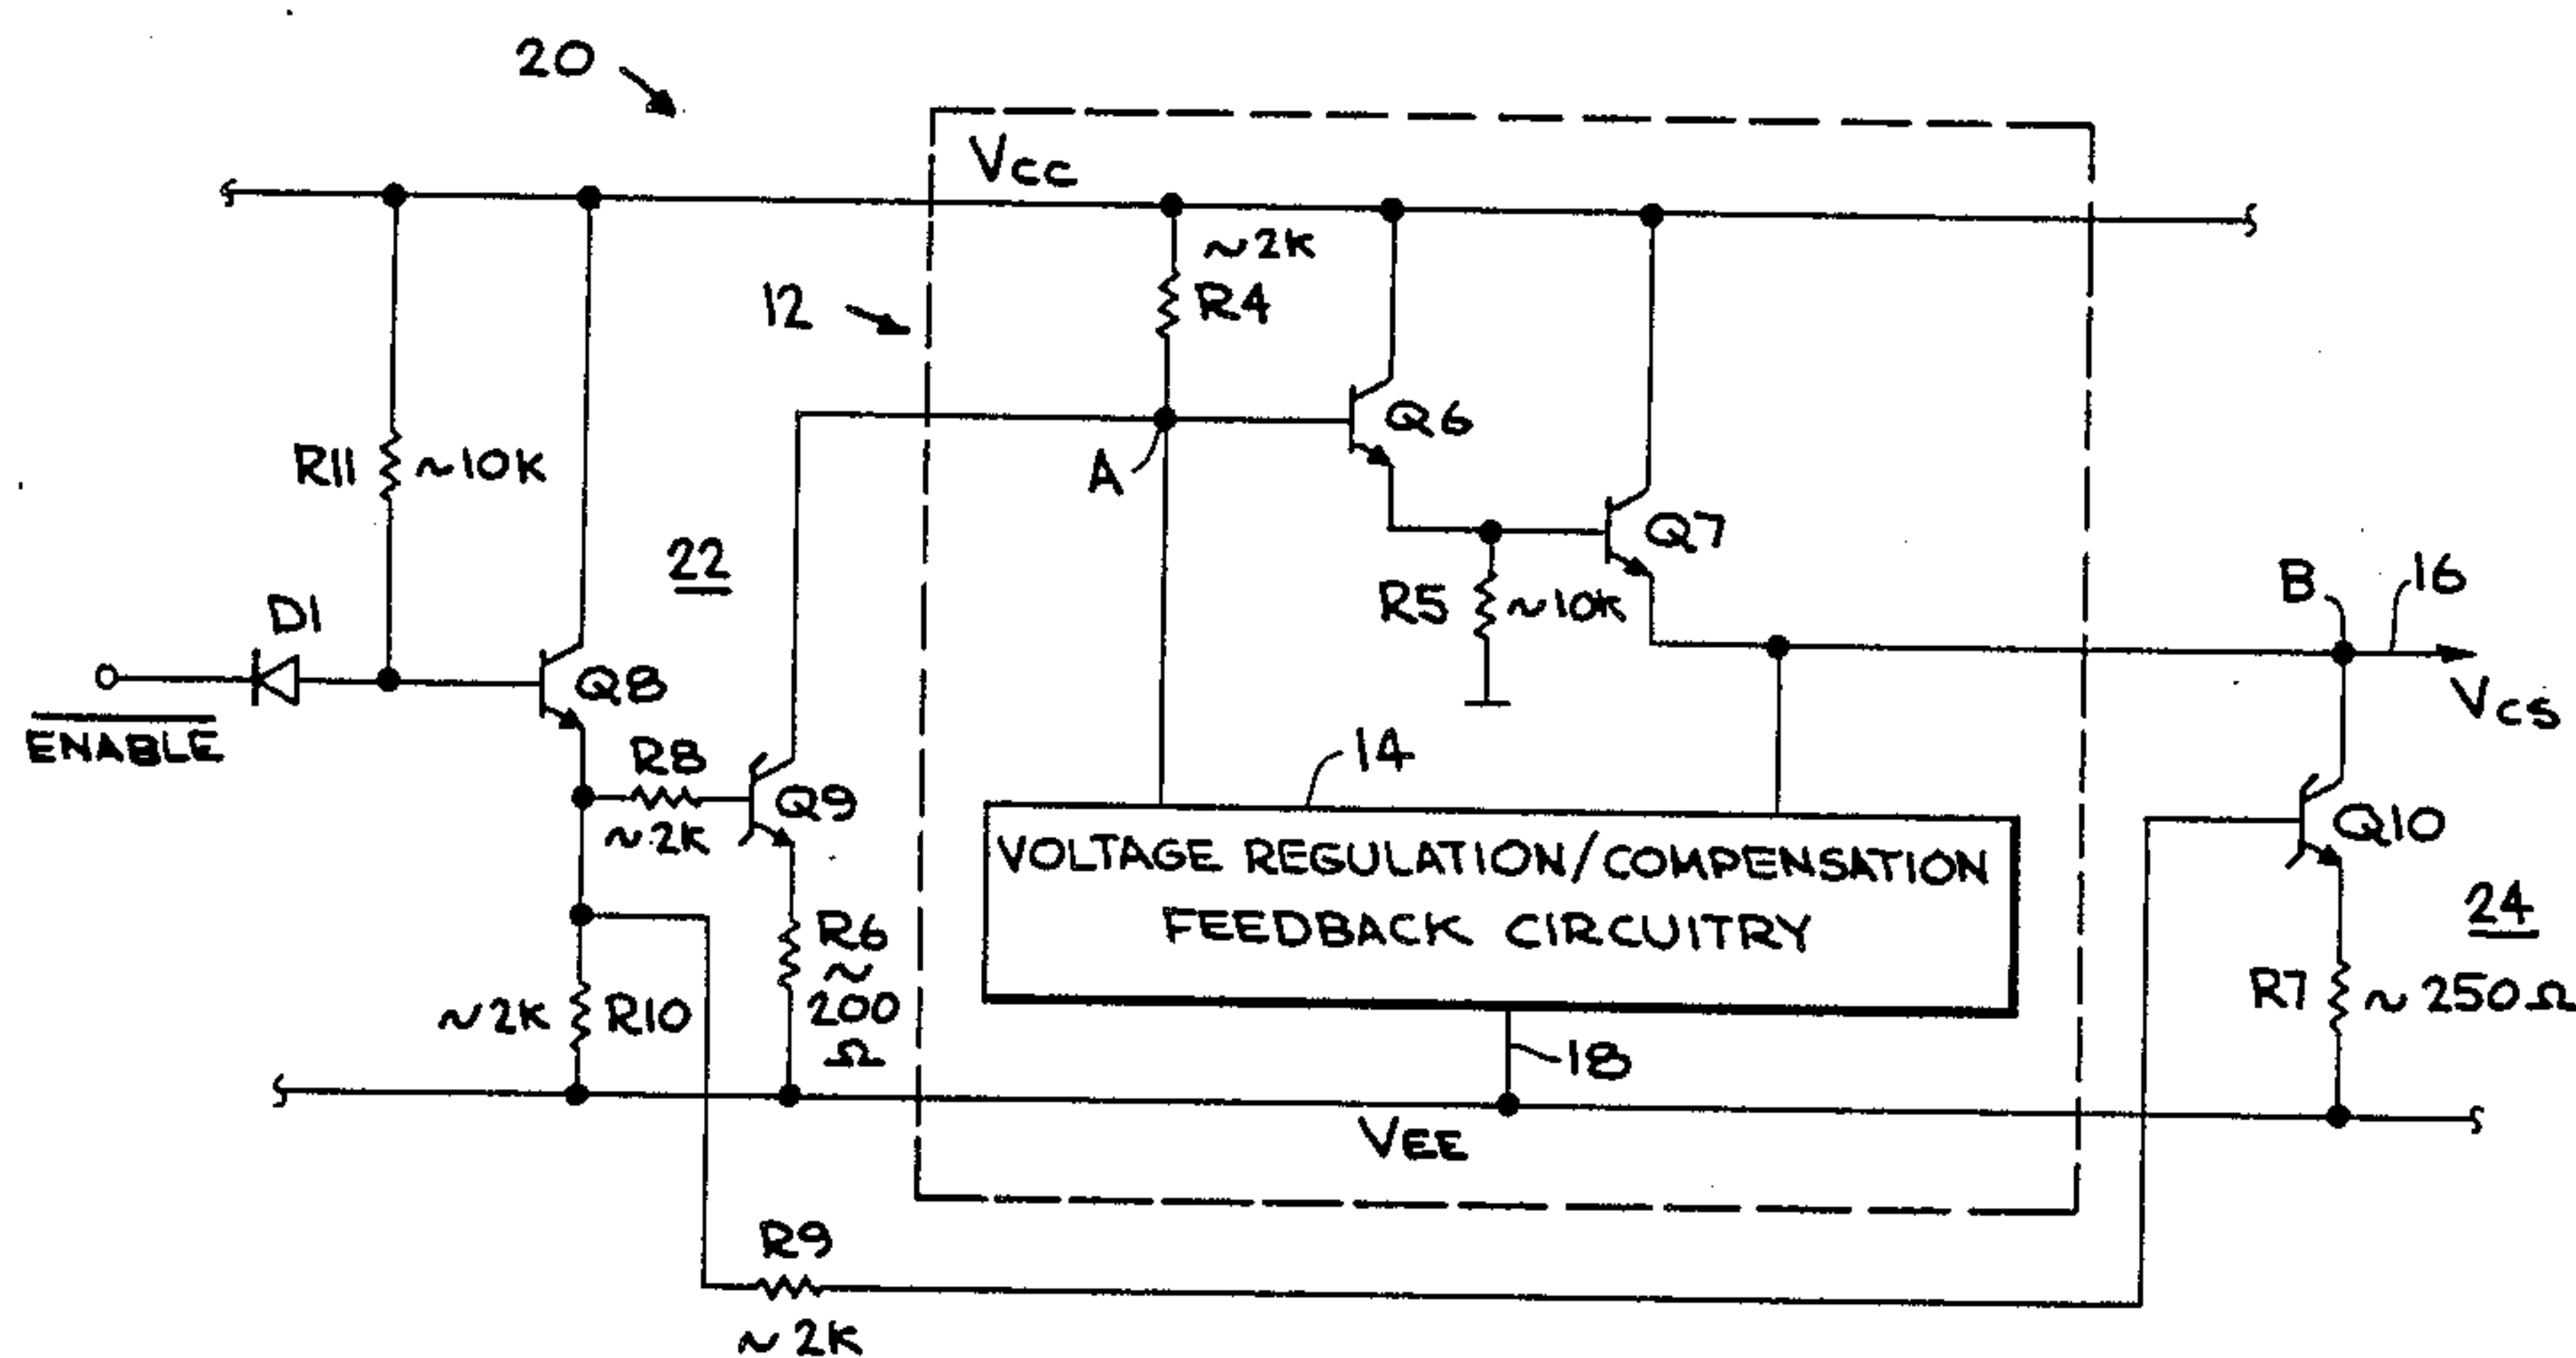 20
VCC
~2K
R4
12
Q6
A
R11 ~10K
Q7
22
R5 ~10K
B
16
D1
Q8
VCS
ENABLE
R8
~2K
Q9
14
Q10
VOLTAGE REGULATION/COMPENSATION
FEEDBACK CIRCUITRY
24
R6
~
200
Ω
~2K R10
R7 ~250Ω
18
VEE
R9
~2K